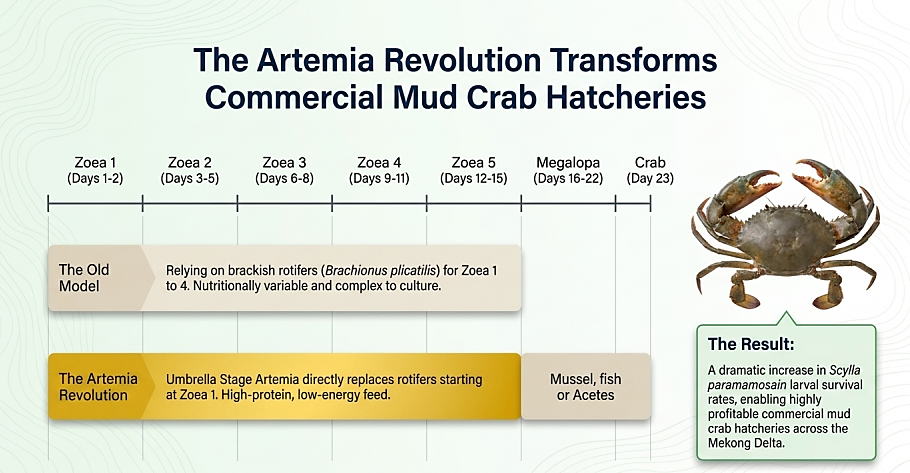 The Artemia Revolution Transforms
Commercial Mud Crab Hatcheries
Zoea 1
(Days 1-2)
Zoea 2
(Days 3-5)
Zoea 3
(Days 6-8)
Zoea 4
(Days 9-11)
Zoea 5
(Days 12-15)
Megalopa
(Days 16-22)
Crab
(Day 23)
The Old
Model
Relying on brackish rotifers (Brachionus plicatilis) for Zoea 1
to 4. Nutritionally variable and complex to culture.
The Artemia
Revolution
Umbrella Stage Artemia directly replaces rotifers starting
at Zoea 1. High-protein, low-energy feed.
Mussel, fish
or Acetes
The Result:
A dramatic increase in Scylla
paramamosain larval survival
rates, enabling highly
profitable commercial mud
crab hatcheries across the
Mekong Delta.